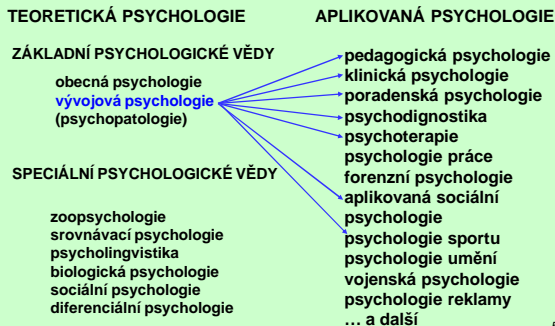 TEORETICKÁ PSYCHOLOGIE
ZÁKLADNÍ PSYCHOLOGICKÉ VĚDY
obecná psychologie
vývojová psychologie
(psychopatologie)
SPECIÁLNÍ PSYCHOLOGICKÉ VĚDY
zoopsychologie
srovnávací psychologie
psycholingvistika
biologická psychologie
sociální psychologie
diferenciální psychologie
APLIKOVANÁ PSYCHOLOGIE
pedagogická psychologie
klinická psychologie
poradenská psychologie
psychodignostika
psychoterapie
psychologie práce
forenzní psychologie
aplikovaná sociální
psychologie
psychologie sportu
psychologie umění
vojenská psychologie
psychologie reklamy
… a další